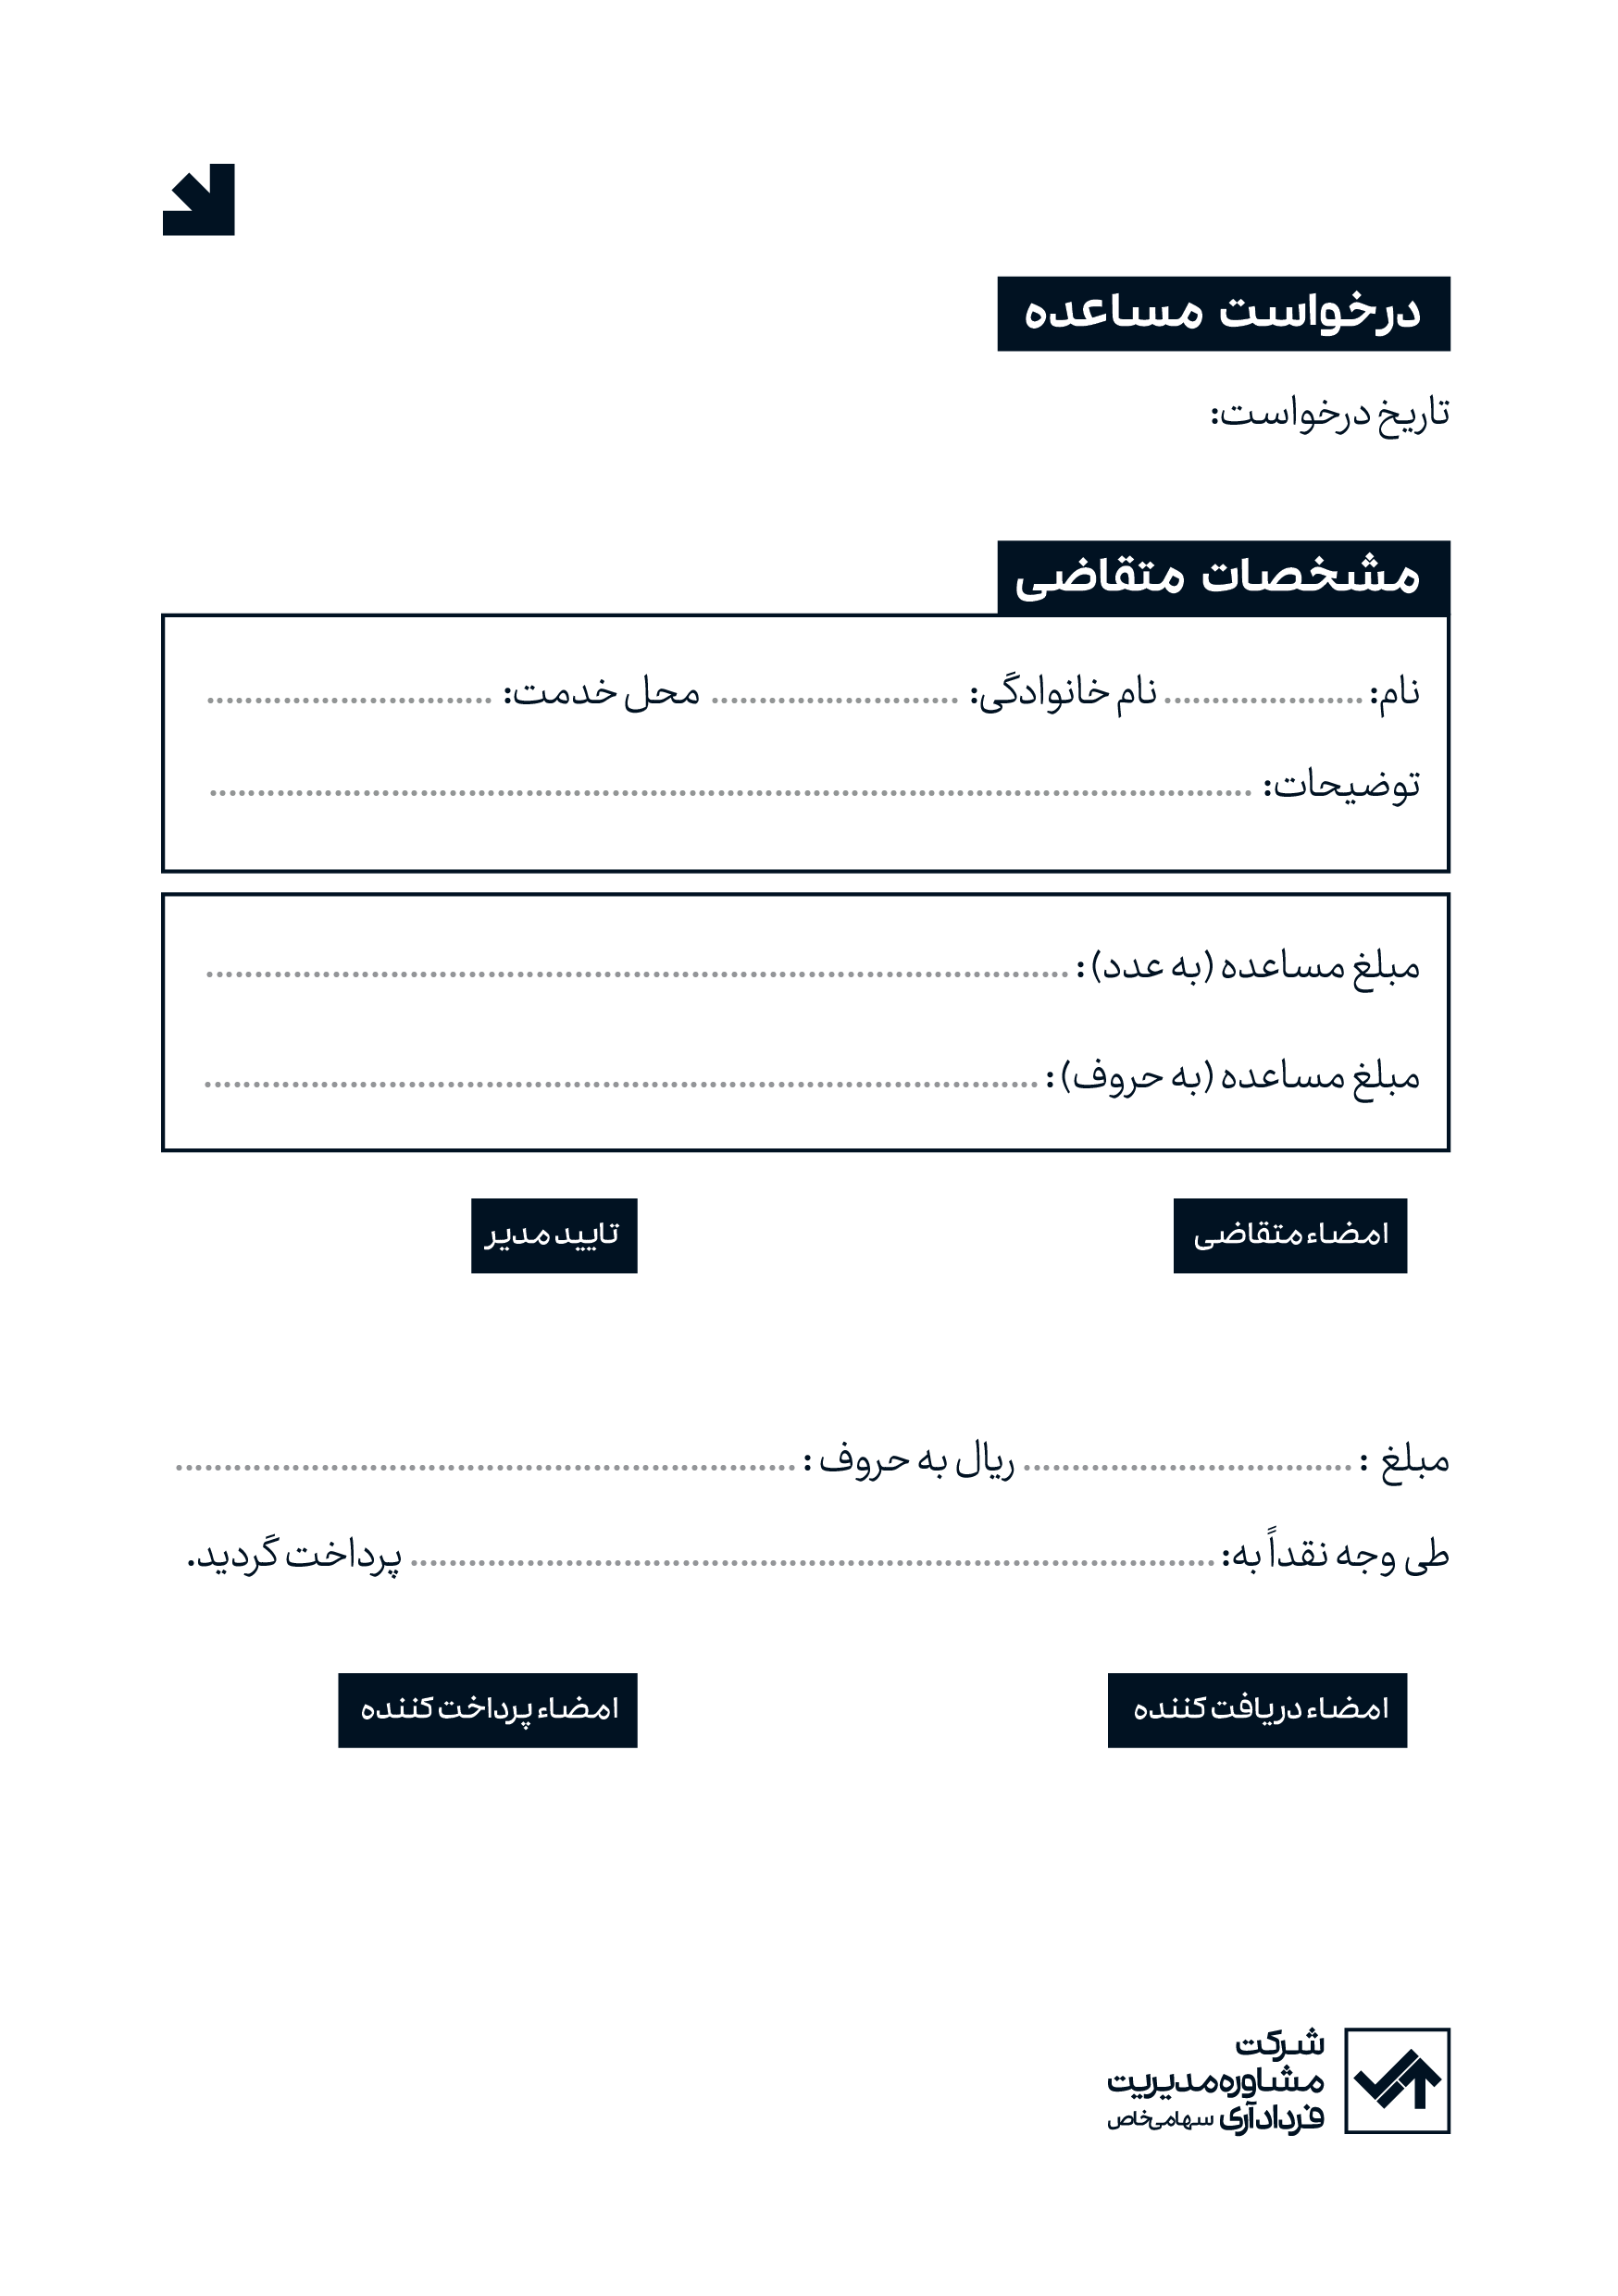 درخواست مساعده
تاریخ درخواست:
مشخصات متقاضی
نام: .................... نام خانوادگی: .......................... محل خدمت: ..............................
توضیحات: .............................................................................................................
مبلغ مساعده (به عدد): ..........................................................................................
مبلغ مساعده (به حروف): .......................................................................................
امضاء متقاضی
تایید مدیر
مبلغ : .................................. ریال به حروف : .................................................................
طی وجه نقداً به: .................................................................................... پرداخت گردید.
امضاء دریافت کننده
امضاء پرداخت کننده
شرکت
مشاوره مدیریت
فردادآری سهامی خاص